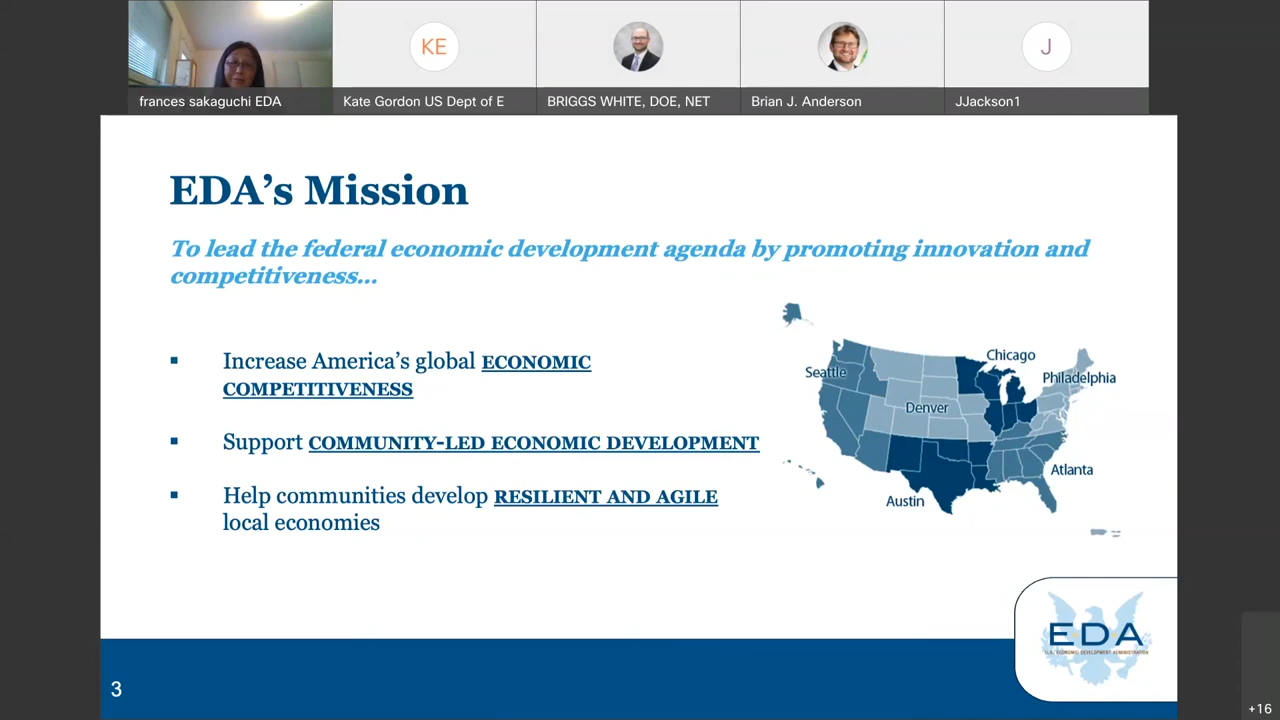 KE
J
frances sakaguchi EDA
Kate Gordon US Dept of E
BRIGGS WHITE, DOE, NET
Brian J. Anderson
JJackson1
EDA's Mission
To lead the federal economic development agenda by promoting innovation and
competitiveness...
Increase America's global ECONOMIC
COMPETITIVENESS
Support COMMUNITY-LED ECONOMIC DEVELOPMENT
Help communities develop RESILIENT AND AGILE
local economies
Chicago
Seattle
Philadelphia
Denver
Atlanta
Austin
EDA
U.S. ECONOMIC DEVELOPMENT ADMINISTRATION
3
+16